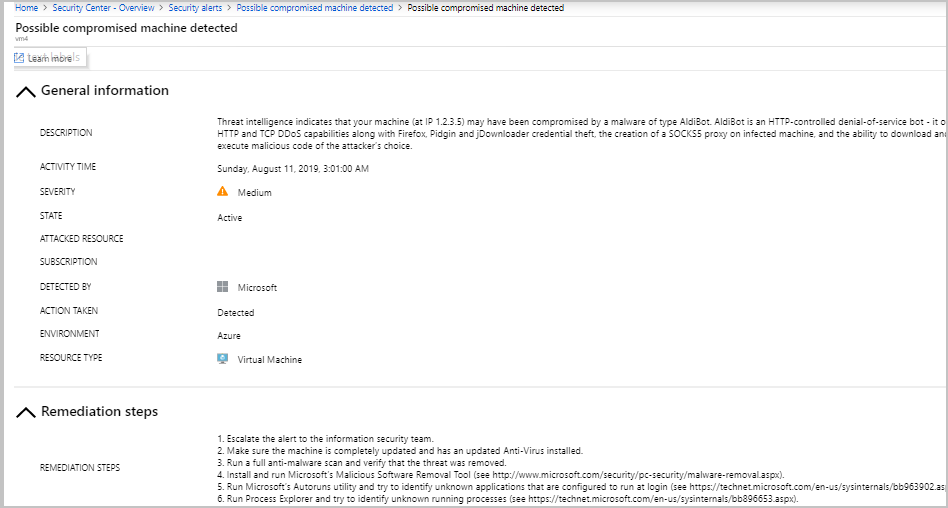 Home > Security Center - Overview > Security alerts > Possible compromised machine detected > Possible compromised machine detected
Possible compromised machine detected
vm4
Learn more
General information
DESCRIPTION
Threat intelligence indicates that your machine (at IP 1.2.3.5) may have been compromised by a malware of type AldiBot. AldiBot is an HTTP-controlled denial-of-service bot - it o
HTTP and TCP DDoS capabilities along with Firefox, Pidgin and jDownloader credential theft, the creation of a SOCKS5 proxy on infected machine, and the ability to download and
execute malicious code of the attacker's choice.
ACTIVITY TIME Sunday, August 11, 2019, 3:01:00 AM
SEVERITY Medium
STATE Active
ATTACKED RESOURCE
SUBSCRIPTION
DETECTED BY Microsoft
ACTION TAKEN Detected
ENVIRONMENT Azure
RESOURCE TYPE Virtual Machine
Remediation steps
REMEDIATION STEPS
1. Escalate the alert to the information security team.
2. Make sure the machine is completely updated and has an updated Anti-Virus installed.
3. Run a full anti-malware scan and verify that the threat was removed.
4. Install and run Microsoft's Malicious Software Removal Tool (see http://www.microsoft.com/security/pc-security/malware-removal.aspx).
5. Run Microsoft's Autoruns utility and try to identify unknown applications that are configured to run at login (see https://technet.microsoft.com/en-us/sysinternals/bb963902.as
6. Run Process Explorer and try to identify unknown running processes (see https://technet.microsoft.com/en-us/sysinternals/bb896653.aspx).